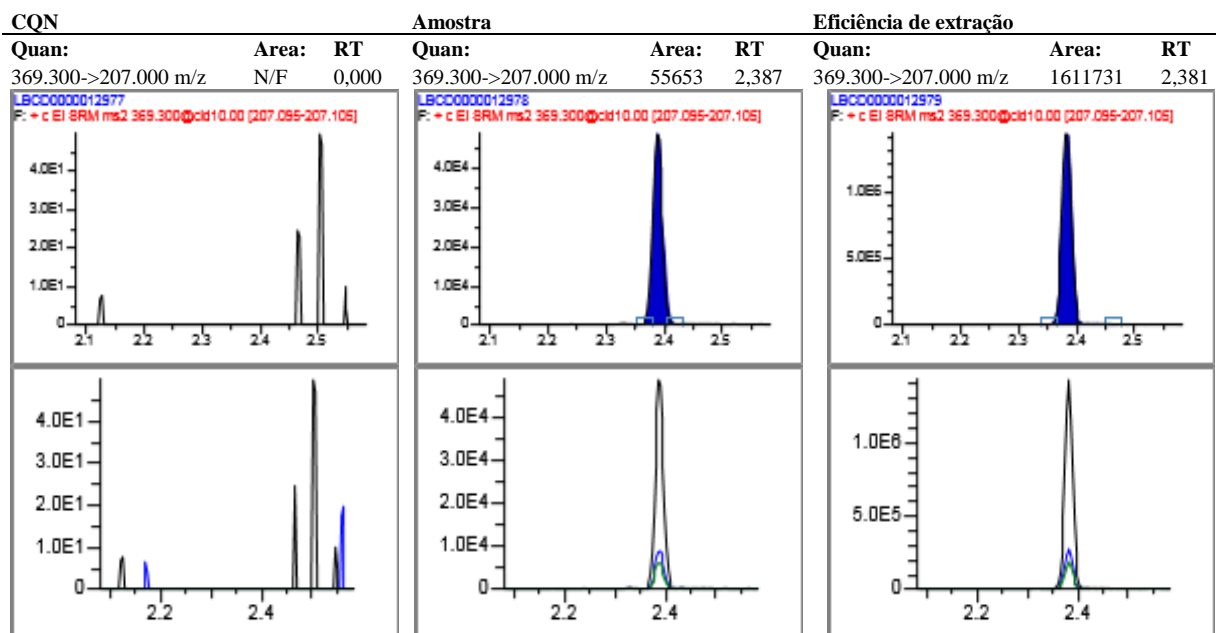 CQN Amostra Eficiência de extração
Quan: Area: RT Quan: Area: RT Quan: Area: RT
369.300->207.000 m/z N/F 0,000 369.300->207.000 m/z 55653 2,387 369.300->207.000 m/z 1611731 2,381
LBCD0000012977
F: + c EI SRM ms2 369.300@cid10.00 [207.095-207.105]
4.0E1
3.0E1
2.0E1
1.0E1
0
2.1 2.2 2.3 2.4 2.5
LBCD0000012978
F: + c EI SRM ms2 369.300@cid10.00 [207.095-207.105]
4.0E4
3.0E4
2.0E4
1.0E4
0
2.1 2.2 2.3 2.4 2.5
LBCD0000012979
F: + c EI SRM ms2 369.300@cid10.00 [207.095-207.105]
1.0E6
5.0E5
0
2.1 2.2 2.3 2.4 2.5
4.0E1
3.0E1
2.0E1
1.0E1
0
2.2 2.4
4.0E4
3.0E4
2.0E4
1.0E4
0
2.2 2.4
1.0E6
5.0E5
0
2.2 2.4